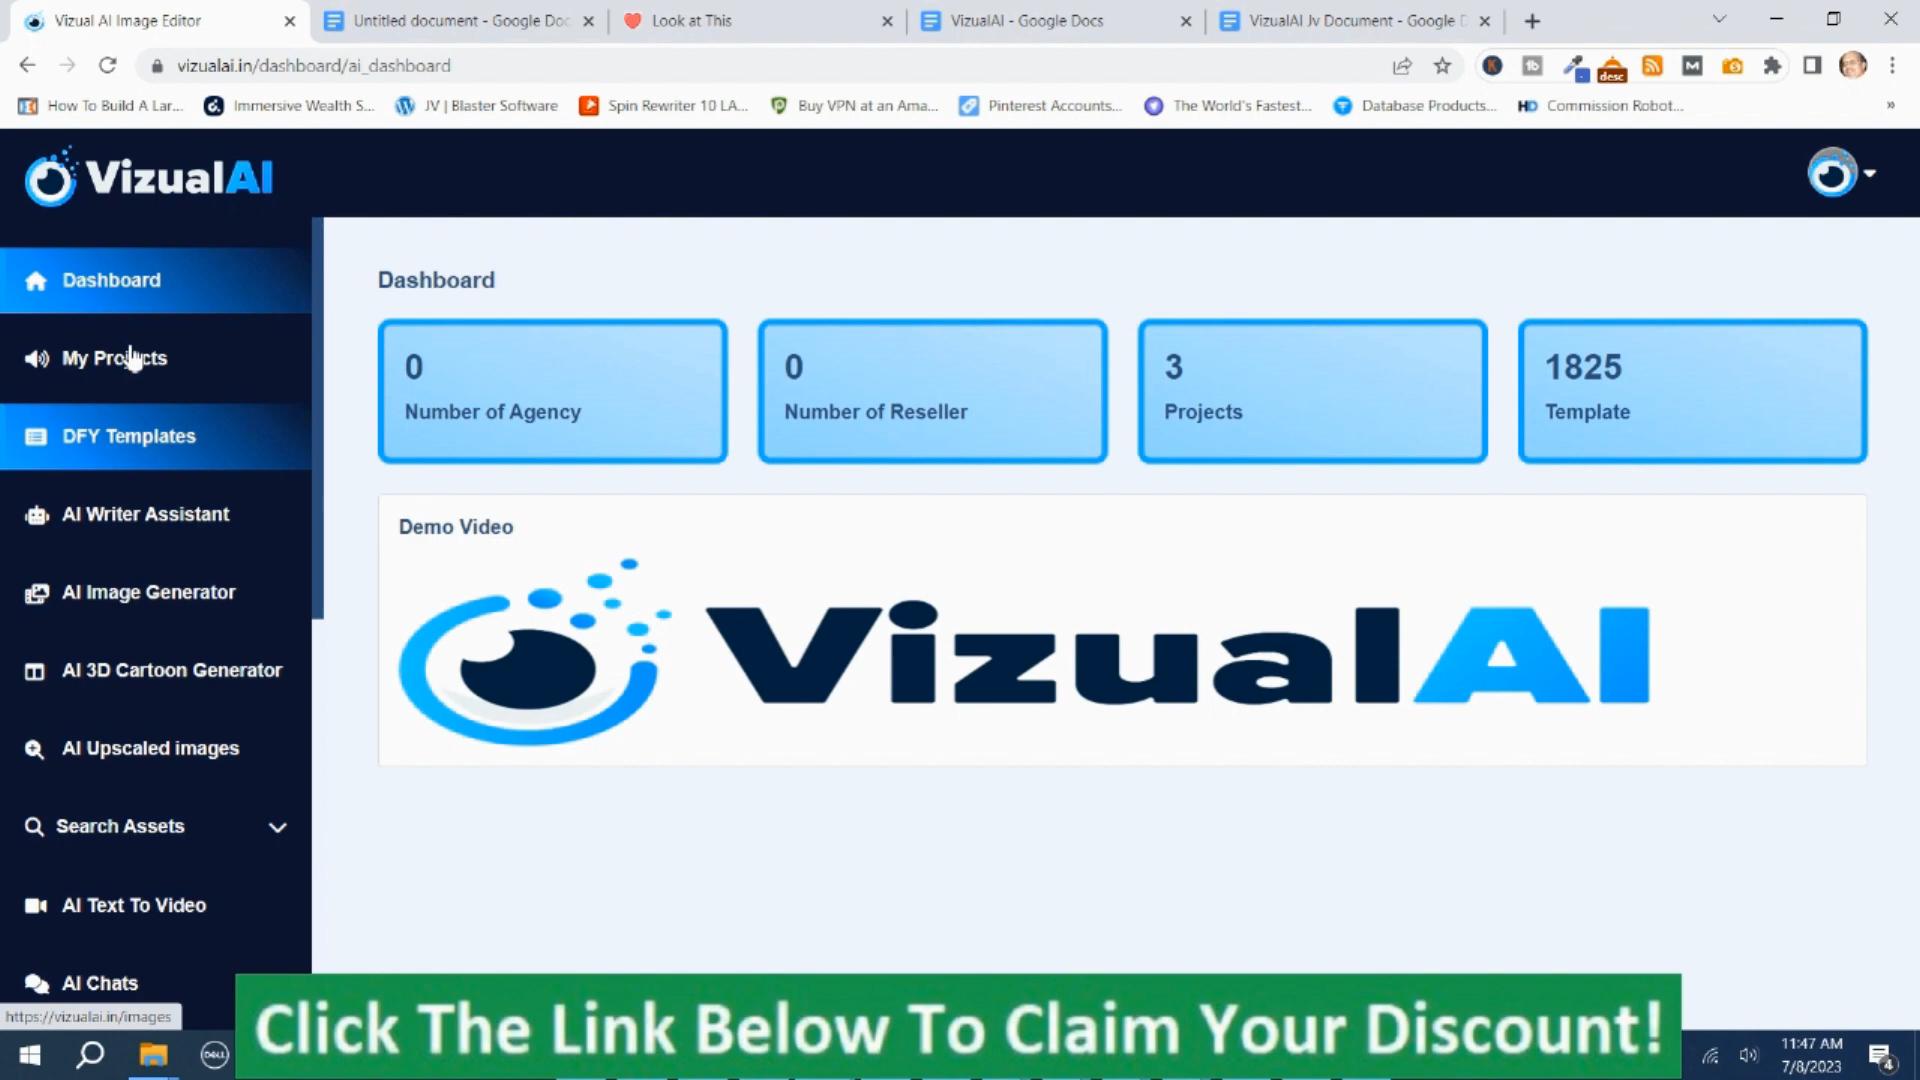 Vizual AI Image Editor
Untitled document - Google Doc
Look at This
VizualAI - Google Docs
VizualAI Jv Document - Google D
vizualai.in/dashboard/ai_dashboard
desc
How To Build A Lar...
Immersive Wealth S...
JV | Blaster Software
Spin Rewriter 10 LA...
Buy VPN at an Ama...
Pinterest Accounts...
The World's Fastest...
Database Products...
HD Commission Robot...
VizualAI
Dashboard
My Projects
DFY Templates
AI Writer Assistant
AI Image Generator
AI 3D Cartoon Generator
AI Upscaled images
Search Assets
AI Text To Video
AI Chats
Dashboard
0
Number of Agency
0
Number of Reseller
3
Projects
1825
Template
Demo Video
VizualAI
https://vizualai.in/images
Click The Link Below To Claim Your Discount!
DELL
11:47 AM
7/8/2023
4